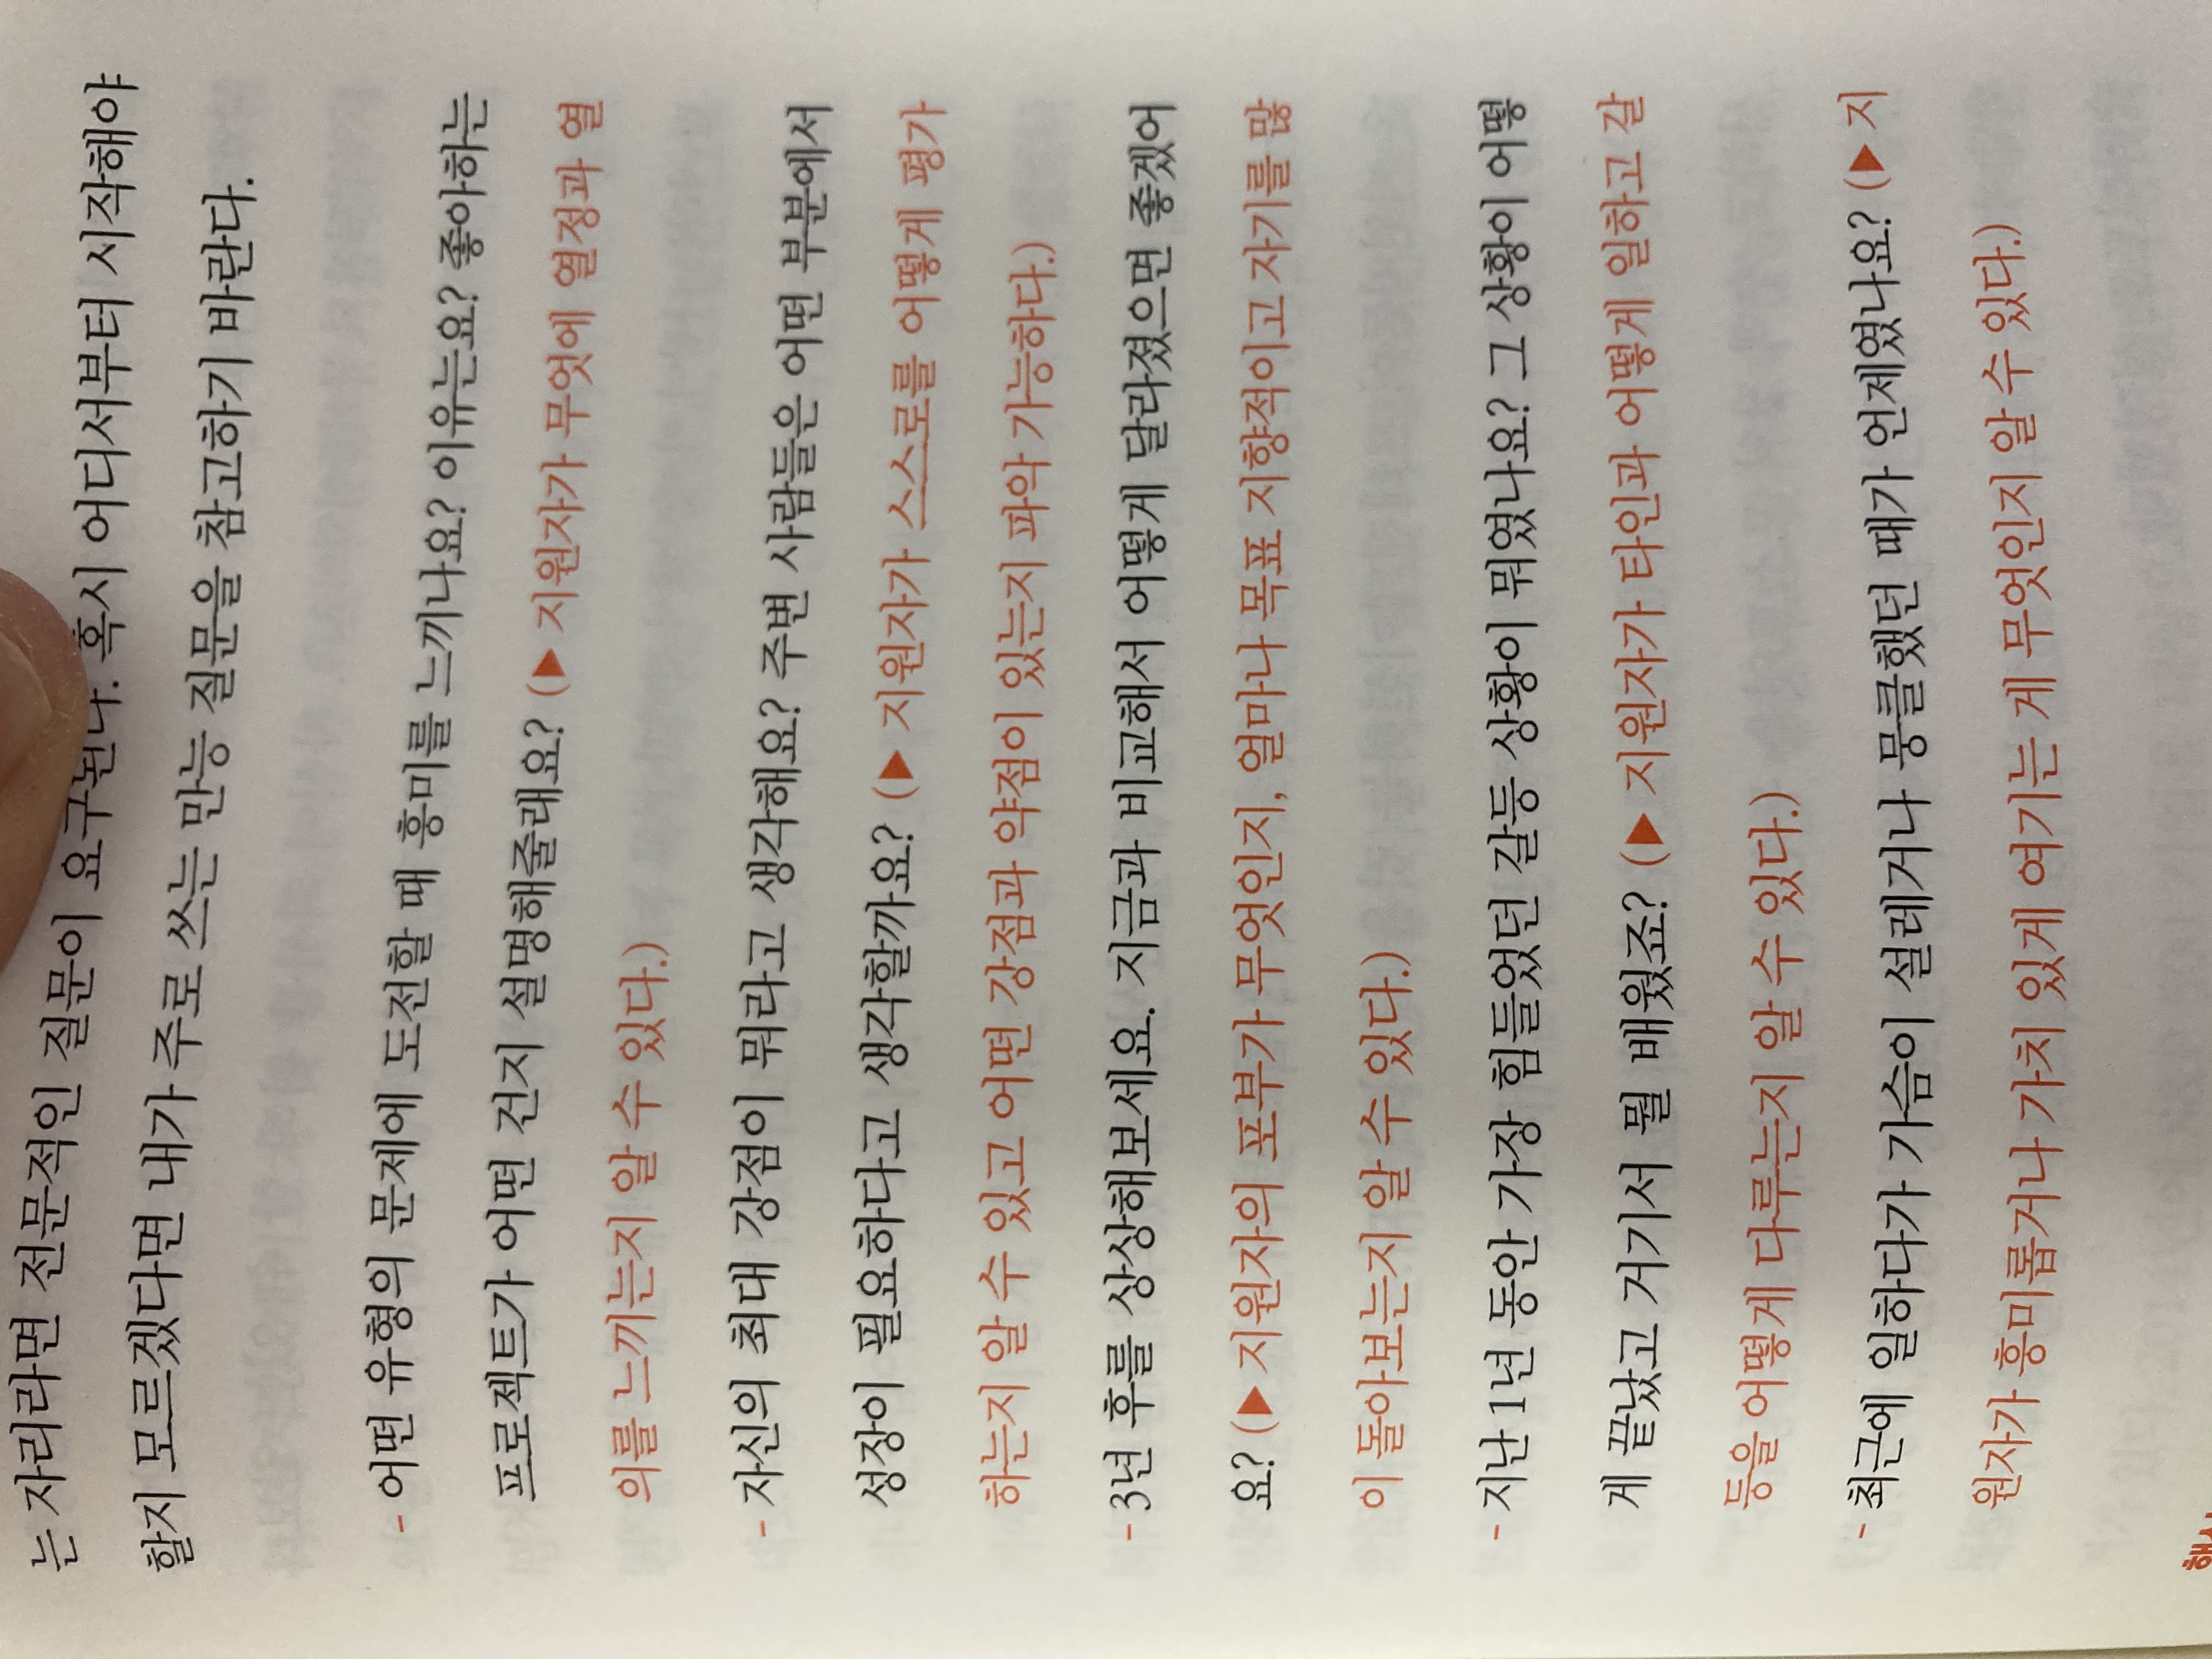 는 자리라면 전문적인 질문이 요구된다. 혹시 어디서부터 시작해야
할지 모르겠다면 내가 주로 쓰는 만능 질문을 참고하기 바란다.
- 어떤 유형의 문제에 도전할 때 흥미를 느끼나요? 이유는요? 좋아하는
프로젝트가 어떤 건지 설명해줄래요? (▶ 지원자가 무엇에 열정과 열
의를 느끼는지 알 수 있다.)
- 자신의 최대 강점이 뭐라고 생각해요? 주변 사람들은 어떤 부분에서
성장이 필요하다고 생각할까요? (▶ 지원자가 스스로를 어떻게 평가
하는지 알 수 있고 어떤 강점과 약점이 있는지 파악 가능하다.)
- 3년 후를 상상해보세요. 지금과 비교해서 어떻게 달라졌으면 좋겠어
요? (▶ 지원자의 포부가 무엇인지, 얼마나 목표 지향적이고 자기를 많
이 돌아보는지 알 수 있다.)
- 지난 1년 동안 가장 힘들었던 갈등 상황이 뭐였나요? 그 상황이 어떻
게 끝났고 거기서 뭘 배웠죠? (▶ 지원자가 타인과 어떻게 일하고 갈
등을 어떻게 다루는지 알 수 있다.)
- 최근에 일하다가 가슴이 설레거나 뭉클했던 때가 언제였나요? (▶ 지
원자가 흥미롭거나 가치 있게 여기는 게 무엇인지 알 수 있다.)